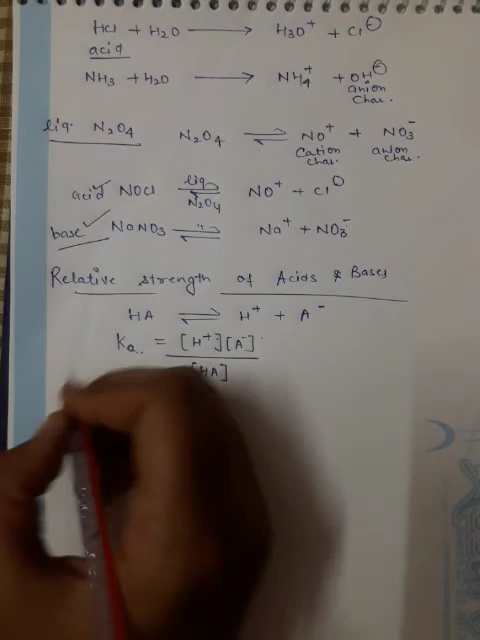 HCl + H2O → H3O+ + Cl⊖
acid
NH3 + H2O → NH4+ + OH⊖
anion
char.
liq. N2O4 N2O4 ⇌ NO+ + NO3-
cation anion
char. char.
acid ✓ NOCl liq. N2O4 ⇌ NO+ + Cl⊖
base ✓ NaNO3 " ⇌ Na+ + NO3-
Relative strength of Acids & Bases
HA ⇌ H+ + A-
Ka = [H+][A-]
[HA]